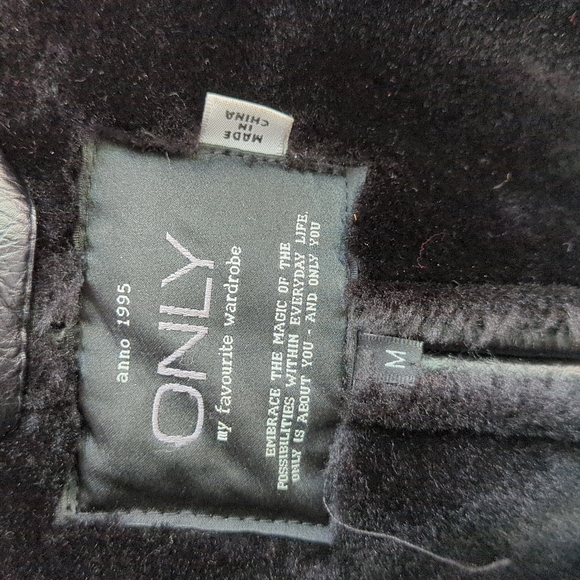 MADE
IN
CHINA
anno 1995
ONLY
my favourite wardrobe
EMBRACE THE MAGIC OF THE
POSSIBILITIES WITHIN EVERYDAY LIFE.
ONLY IS ABOUT YOU - AND ONLY YOU
M